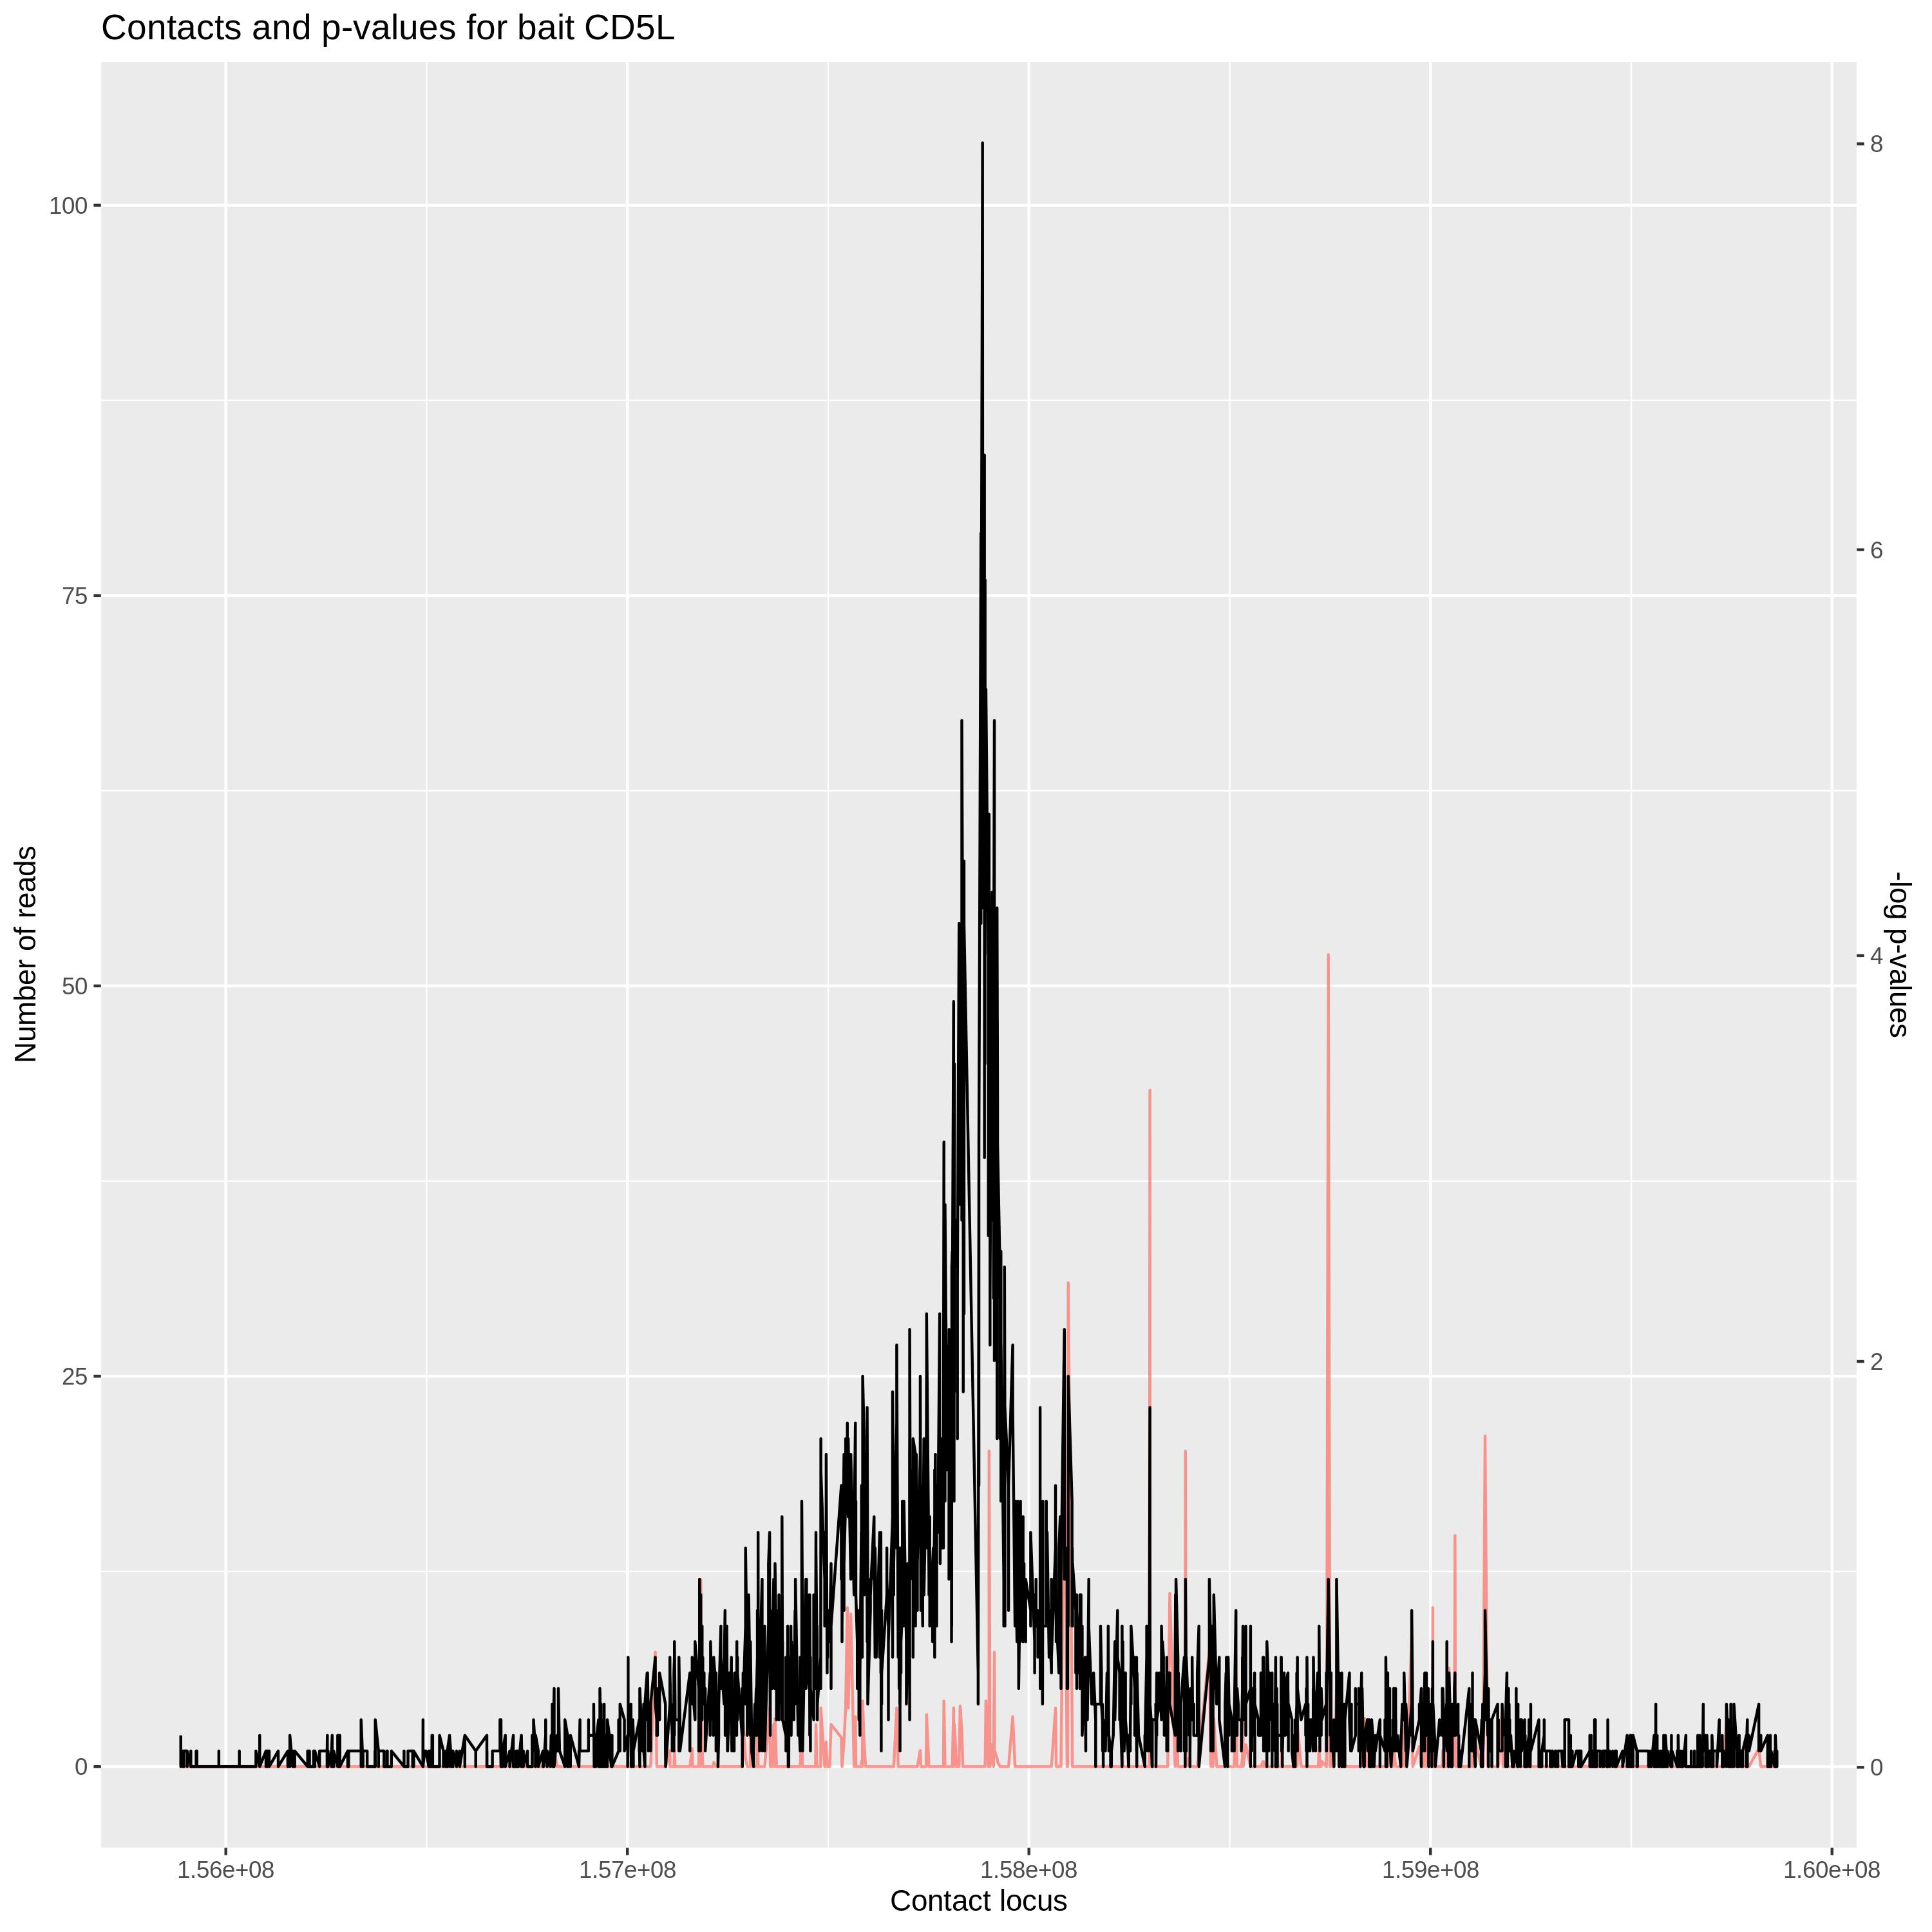 Contacts and p-values for bait CD5L
100
75
50
25
0
Number of reads
8
6
4
2
0
-log p-values
1.56e+08
1.57e+08
1.58e+08
1.59e+08
1.60e+08
Contact locus